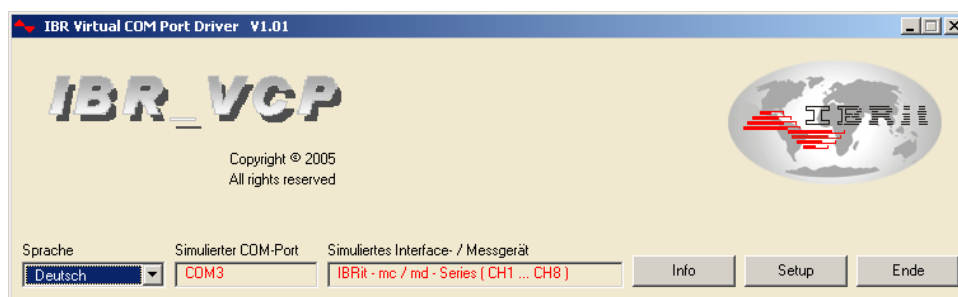 IBR Virtual COM Port Driver V1.01
IBR_VCP
IBRit
Copyright © 2005
All rights reserved
Sprache
Simulierter COM-Port
Simuliertes Interface- / Messgerät
Deutsch
COM3
IBRit - mc / md - Series ( CH1 ... CH8 )
Info
Setup
Ende